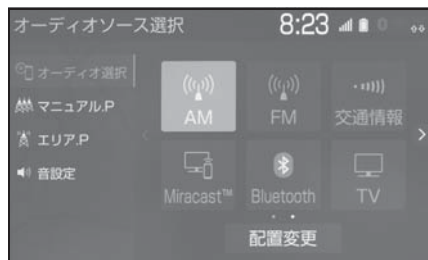 オーディオソース選択 8:23
オーディオ選択
マニュアル.P
エリア.P
音設定
AM FM 交通情報
Miracast™ Bluetooth TV
配置変更